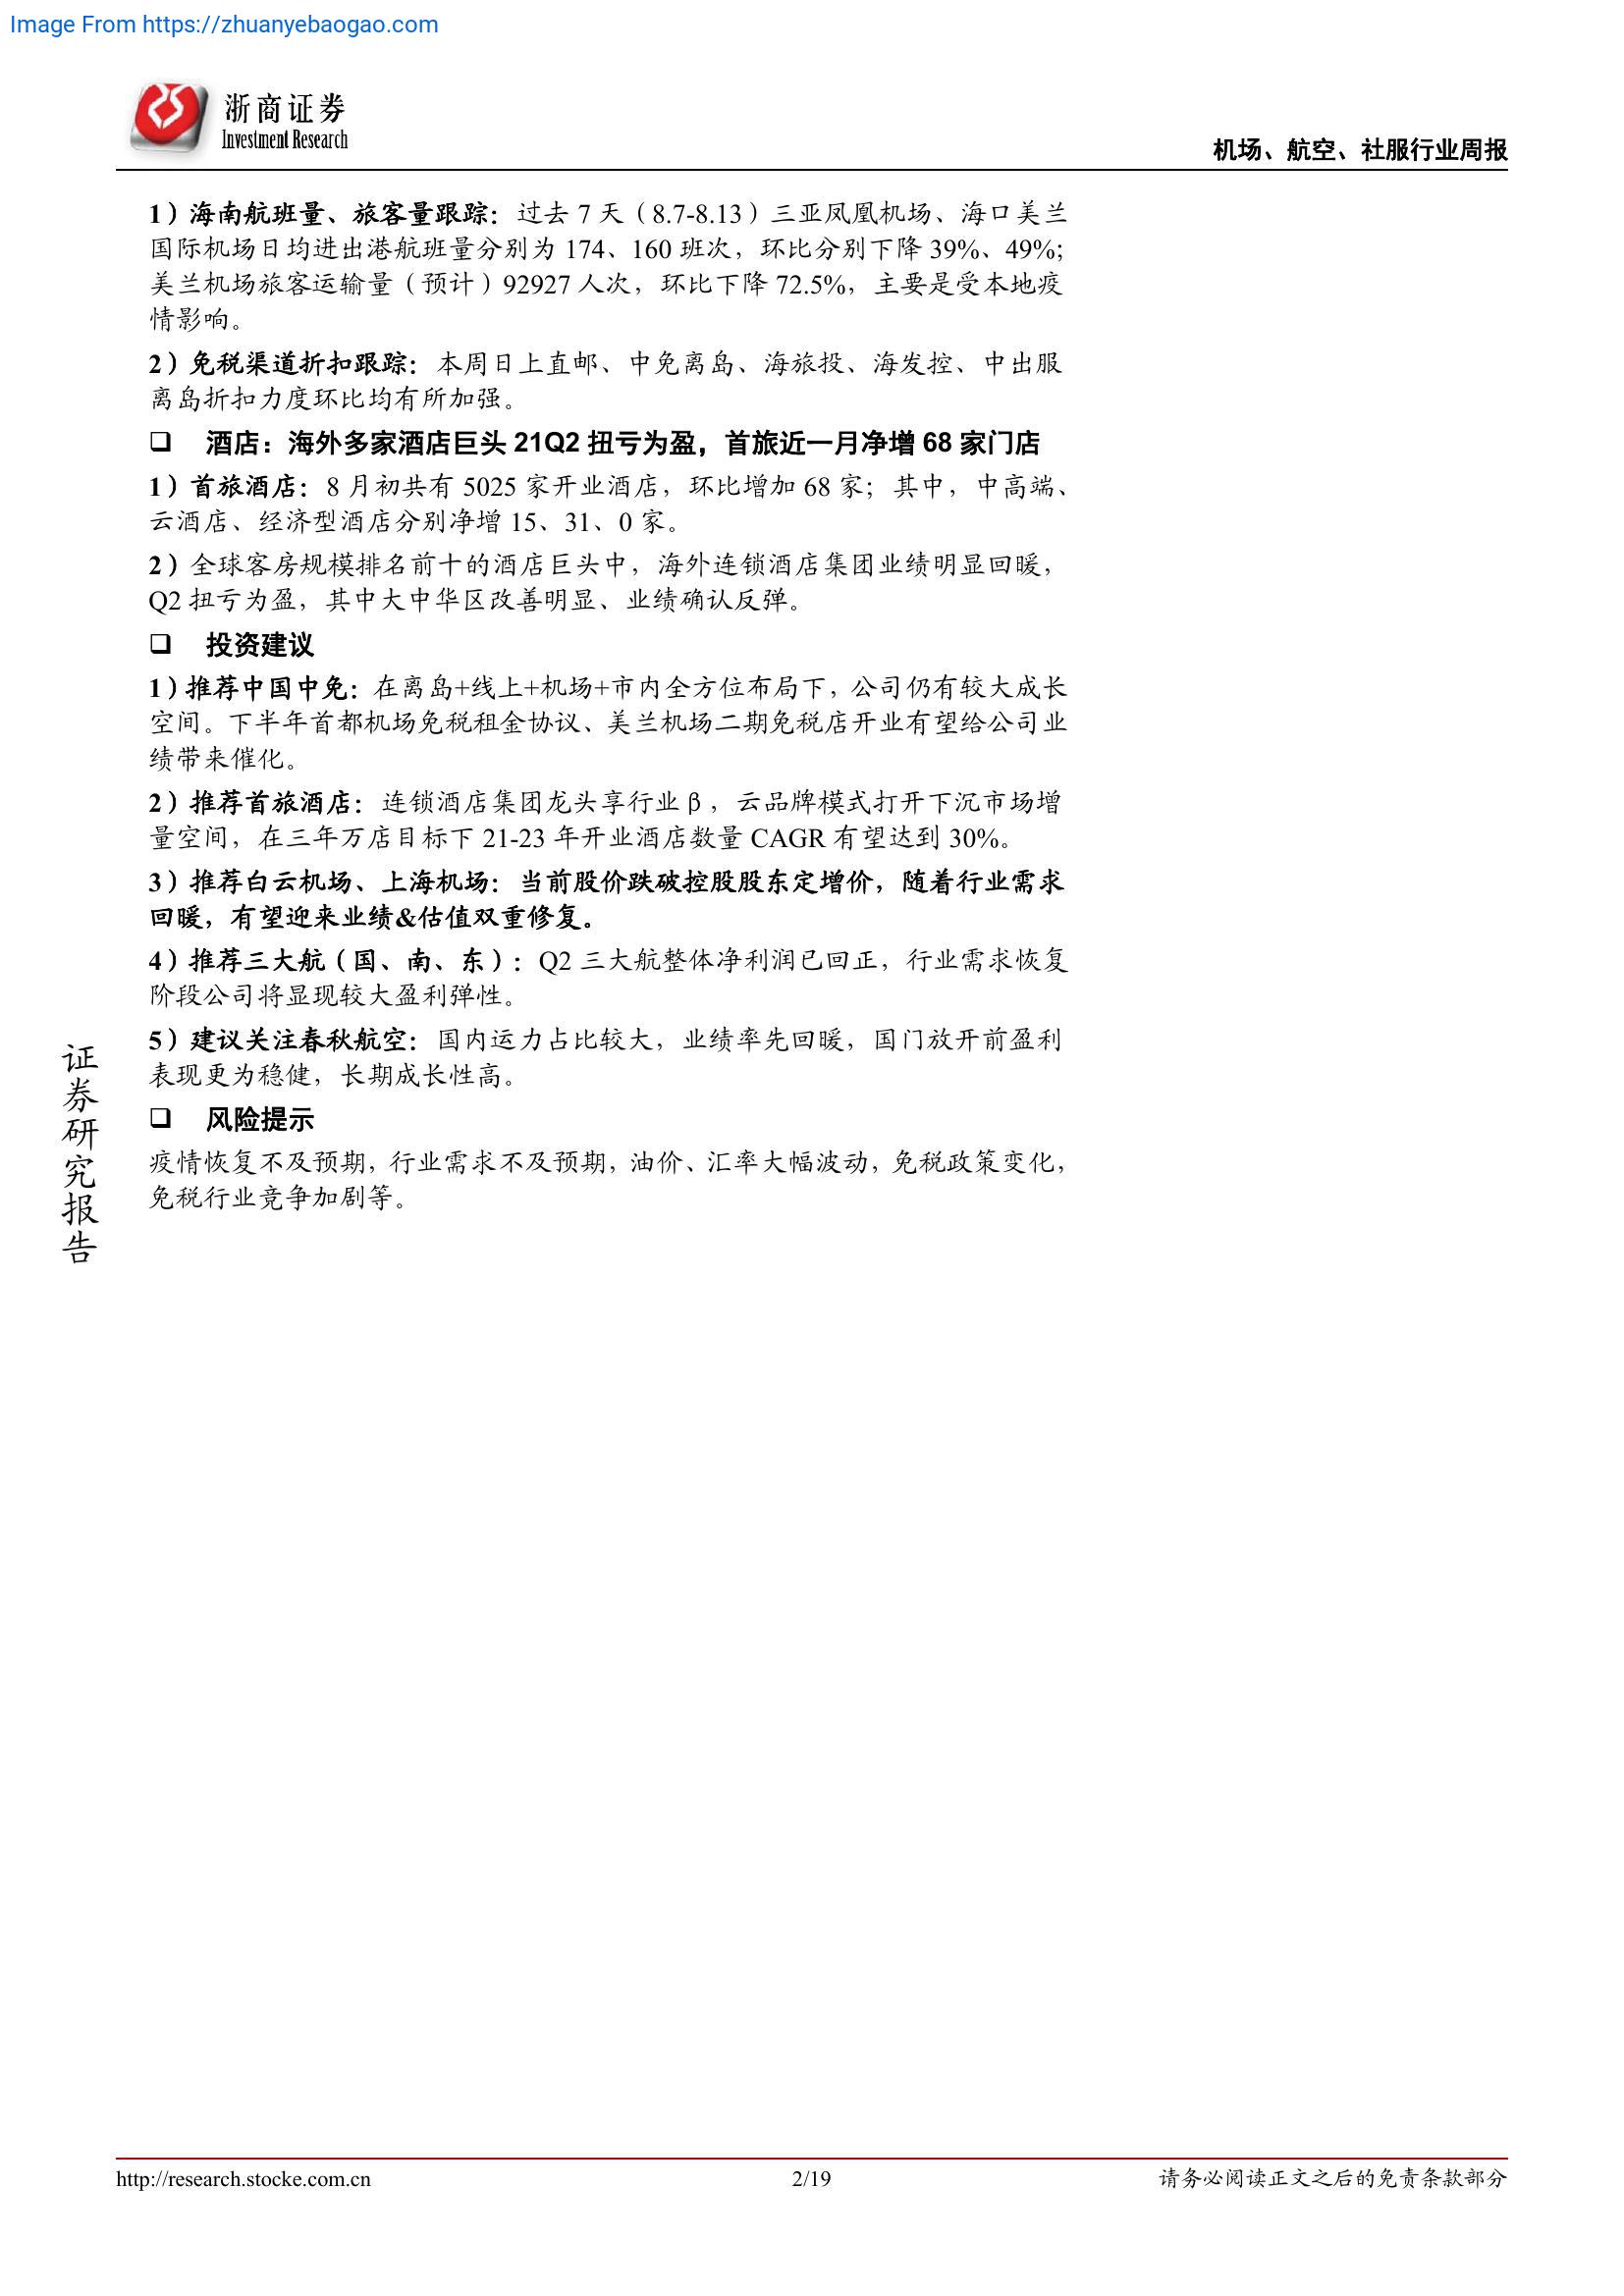 Image From https://zhuanyebaogao.com
浙商证券
Investment Research
机场、航空、社服行业周报
1）海南航班量、旅客量跟踪：过去 7 天（8.7-8.13）三亚凤凰机场、海口美兰
国际机场日均进出港航班量分别为 174、160 班次，环比分别下降 39%、49%;
美兰机场旅客运输量（预计）92927 人次，环比下降 72.5%，主要是受本地疫
情影响。
2）免税渠道折扣跟踪：本周日上直邮、中免离岛、海旅投、海发控、中出服
离岛折扣力度环比均有所加强。
❑ 酒店：海外多家酒店巨头 21Q2 扭亏为盈，首旅近一月净增 68 家门店
1）首旅酒店：8 月初共有 5025 家开业酒店，环比增加 68 家；其中，中高端、
云酒店、经济型酒店分别净增 15、31、0 家。
2）全球客房规模排名前十的酒店巨头中，海外连锁酒店集团业绩明显回暖，
Q2 扭亏为盈，其中大中华区改善明显、业绩确认反弹。
❑ 投资建议
1）推荐中国中免：在离岛+线上+机场+市内全方位布局下，公司仍有较大成长
空间。下半年首都机场免税租金协议、美兰机场二期免税店开业有望给公司业
绩带来催化。
2）推荐首旅酒店：连锁酒店集团龙头享行业 β，云品牌模式打开下沉市场增
量空间，在三年万店目标下 21-23 年开业酒店数量 CAGR 有望达到 30%。
3）推荐白云机场、上海机场：当前股价跌破控股股东定增价，随着行业需求
回暖，有望迎来业绩&估值双重修复。
4）推荐三大航（国、南、东）：Q2 三大航整体净利润已回正，行业需求恢复
阶段公司将显现较大盈利弹性。
5）建议关注春秋航空：国内运力占比较大，业绩率先回暖，国门放开前盈利
表现更为稳健，长期成长性高。
❑ 风险提示
疫情恢复不及预期，行业需求不及预期，油价、汇率大幅波动，免税政策变化，
免税行业竞争加剧等。
证券研究报告
http://research.stocke.com.cn
2/19
请务必阅读正文之后的免责条款部分